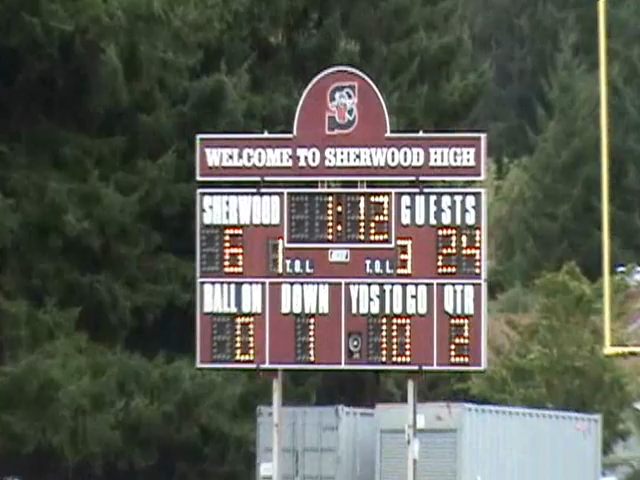 S
WELCOME TO SHERWOOD HIGH
SHERWOOD 1:12 GUESTS
6 1 T.O.L. T.O.L. 3 24
BALL ON DOWN YDS TO GO QTR
0 1 10 2